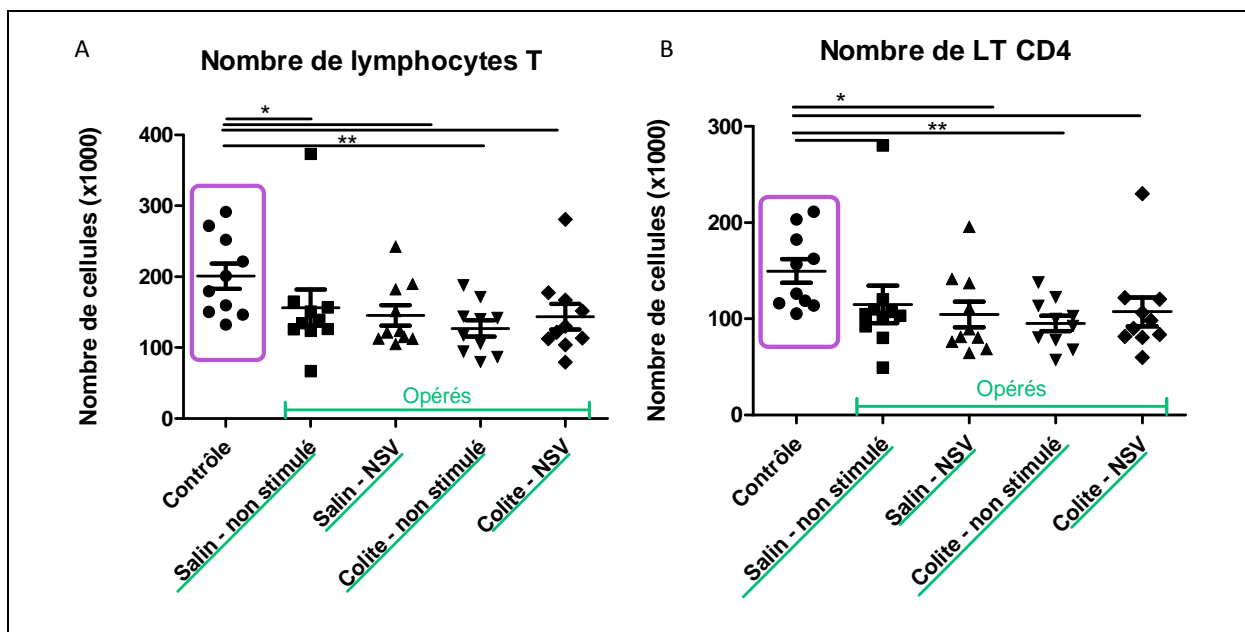 A
Nombre de lymphocytes T
*
**
Nombre de cellules (x1000)
400
300
200
100
0
Opérés
Contrôle
Salin - non stimulé
Salin - NSV
Colite - non stimulé
Colite - NSV
B
Nombre de LT CD4
*
**
Nombre de cellules (x1000)
300
200
100
0
Opérés
Contrôle
Salin - non stimulé
Salin - NSV
Colite - non stimulé
Colite - NSV